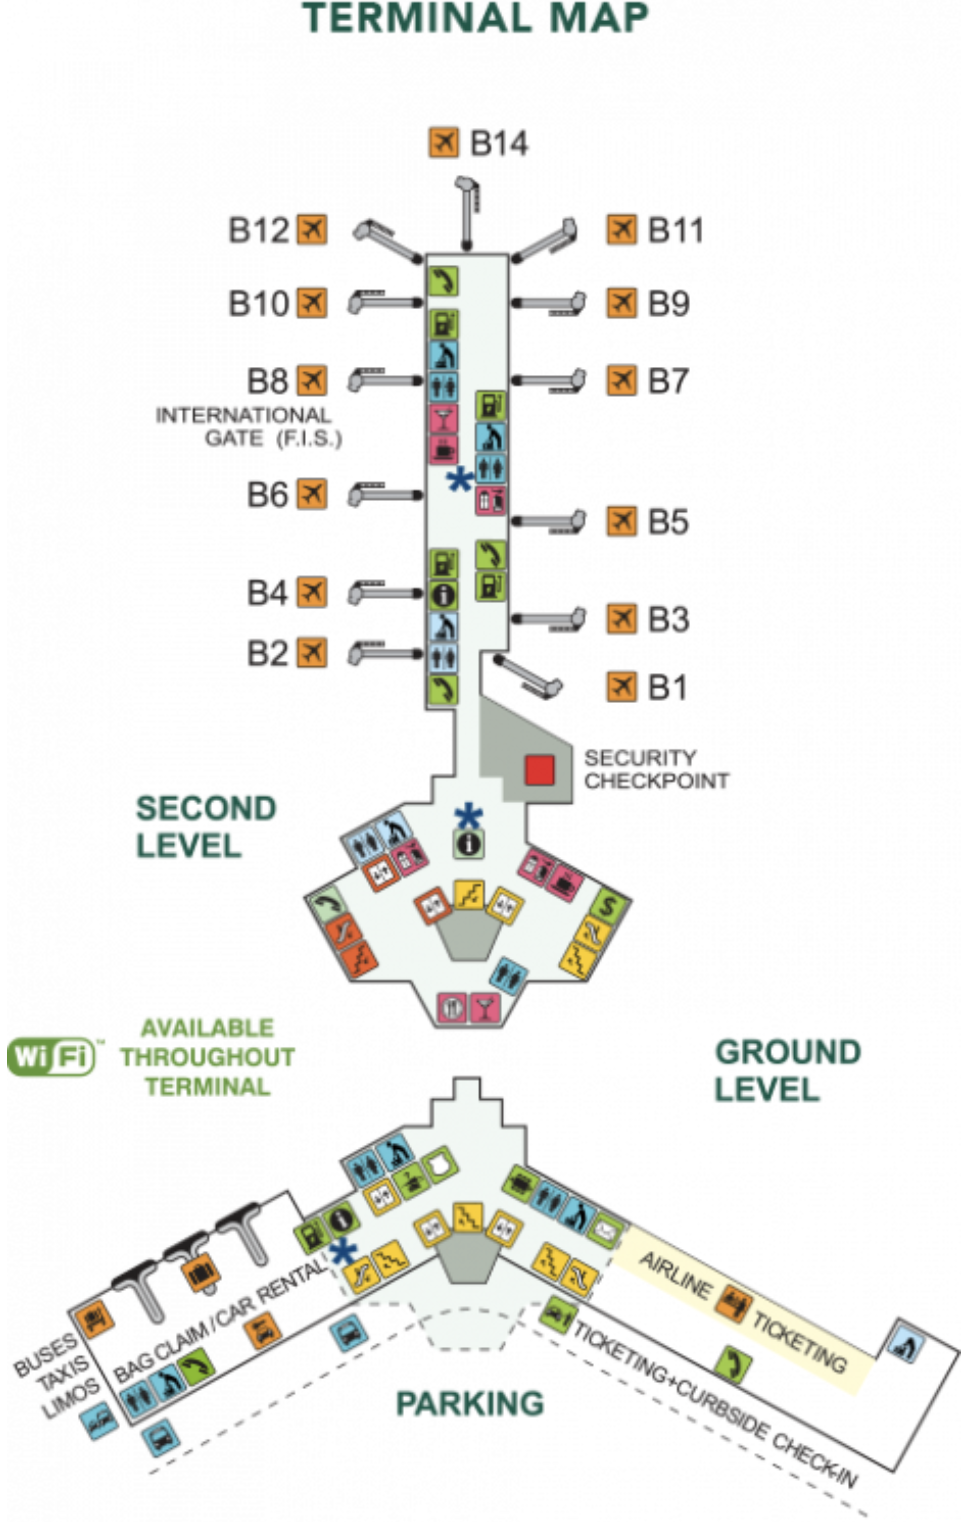 TERMINAL MAP
B14
B12
B11
B10
B9
B8
B7
INTERNATIONAL
GATE (F.I.S.)
B6
B5
B4
B3
B2
B1
SECURITY
CHECKPOINT
SECOND
LEVEL
WiFi™
AVAILABLE
THROUGHOUT
TERMINAL
GROUND
LEVEL
BUSES
TAXIS
LIMOS
BAG CLAIM/CAR RENTAL
AIRLINE TICKETING
TICKETING+CURBSIDE CHECK-IN
PARKING